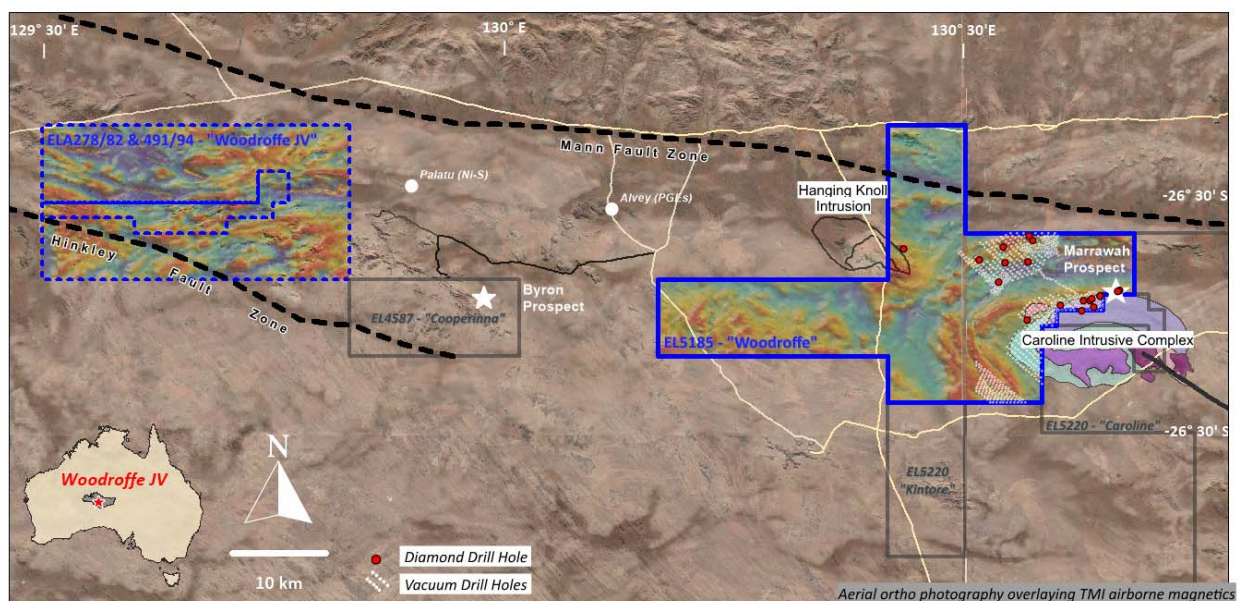 129° 30' E
130° E
130° 30'E
ELA278/82 & 491/94 - "Woodroffe JV"
Mann Fault Zone
Palatu (Ni-S)
Alvey (PGEs)
Hanging Knoll
Intrusion
-26° 30' S
Hinkley Fault Zone
Marrawah
Prospect
Byron
Prospect
EL4587 - "Cooperinna"
EL5185 - "Woodroffe"
Caroline Intrusive Complex
EL5220 - "Caroline"
-26° 30' S
EL5220
"Kintore"
Woodroffe JV
N
10 km
Diamond Drill Hole
Vacuum Drill Holes
Aerial ortho photography overlaying TMI airborne magnetics